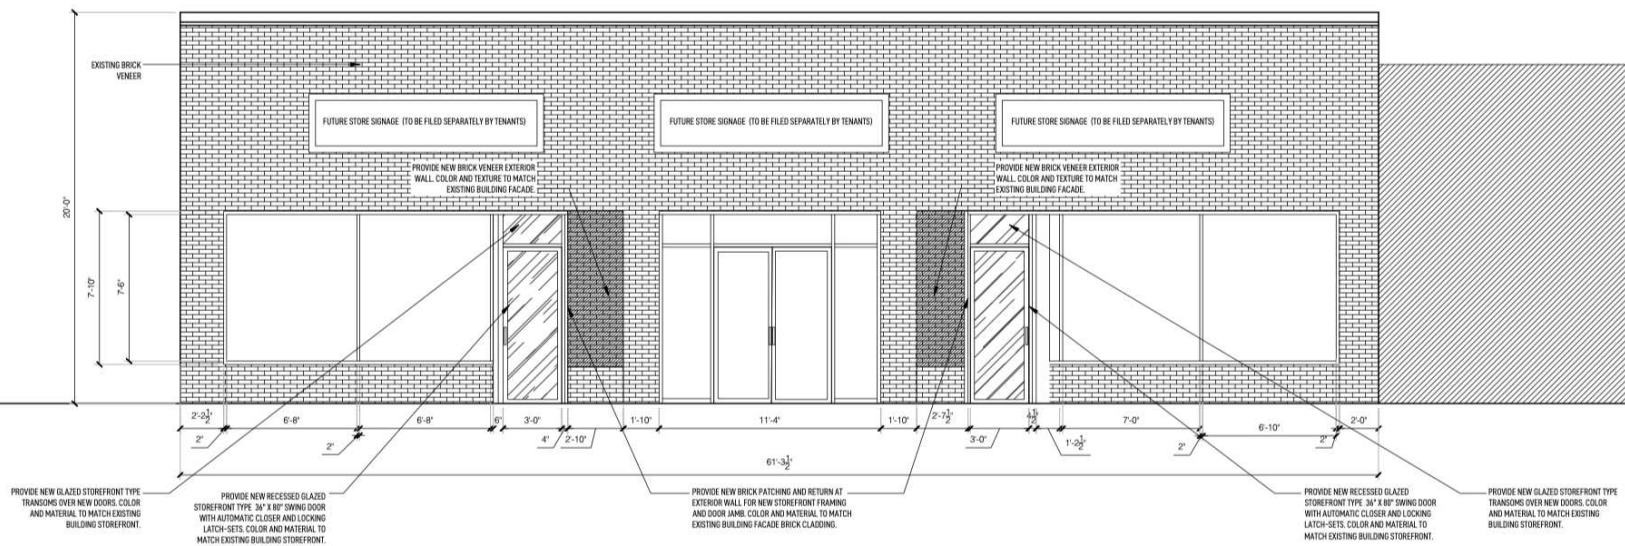 EXISTING BRICK
VENEER
FUTURE STORE SIGNAGE (TO BE FILED SEPARATELY BY TENANTS)
FUTURE STORE SIGNAGE (TO BE FILED SEPARATELY BY TENANTS)
FUTURE STORE SIGNAGE (TO BE FILED SEPARATELY BY TENANTS)
PROVIDE NEW BRICK VENEER EXTERIOR
WALL. COLOR AND TEXTURE TO MATCH
EXISTING BUILDING FACADE.
PROVIDE NEW BRICK VENEER EXTERIOR
WALL. COLOR AND TEXTURE TO MATCH
EXISTING BUILDING FACADE.
20'-0"
7'-10"
7'-6"
2'-2 1/2"
6'-8"
6'-8"
6"
3'-0"
1'-10"
11'-4"
1'-10"
2'-7 1/2"
7'-0"
2'-0"
2"
2"
4"
2'-10"
3'-0"
1'-2 1/2"
2"
6'-10"
2"
61'-3 1/2"
PROVIDE NEW GLAZED STOREFRONT TYPE
TRANSOMS OVER NEW DOORS. COLOR
AND MATERIAL TO MATCH EXISTING
BUILDING STOREFRONT.
PROVIDE NEW RECESSED GLAZED
STOREFRONT TYPE 36" X 80" SWING DOOR
WITH AUTOMATIC CLOSER AND LOCKING
LATCH-SETS. COLOR AND MATERIAL TO
MATCH EXISTING BUILDING STOREFRONT.
PROVIDE NEW BRICK PATCHING AND RETURN AT
EXTERIOR WALL FOR NEW STOREFRONT FRAMING
AND DOOR JAMB. COLOR AND MATERIAL TO MATCH
EXISTING BUILDING FACADE BRICK CLADDING.
PROVIDE NEW RECESSED GLAZED
STOREFRONT TYPE 36" X 80" SWING DOOR
WITH AUTOMATIC CLOSER AND LOCKING
LATCH-SETS. COLOR AND MATERIAL TO
MATCH EXISTING BUILDING STOREFRONT.
PROVIDE NEW GLAZED STOREFRONT TYPE
TRANSOMS OVER NEW DOORS. COLOR
AND MATERIAL TO MATCH EXISTING
BUILDING STOREFRONT.